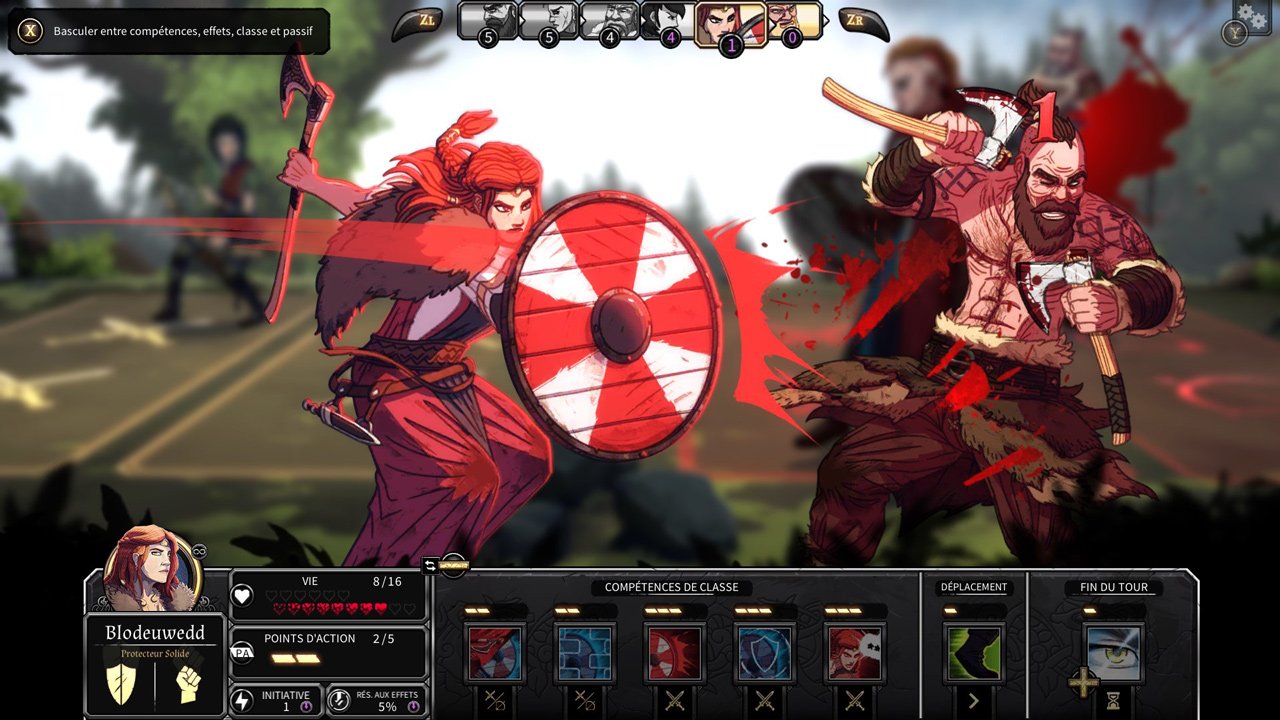 X Basculer entre compétences, effets, classe et passif
ZL
5 5 4 4 1 0
ZR
Y
1
VIE 8/16
POINTS D'ACTION 2/5
PA
INITIATIVE
1
RÉS. AUX EFFETS
5%
Blodeuwedd
Protecteur Solide
COMPÉTENCES DE CLASSE
DÉPLACEMENT
FIN DU TOUR